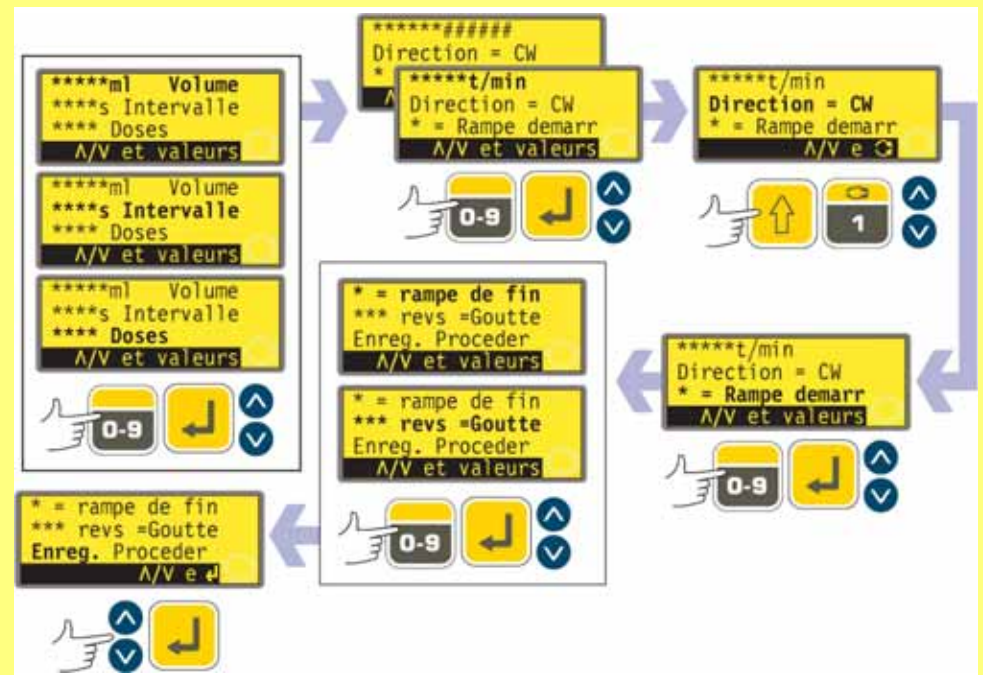 *****ml Volume
****s Intervalle
**** Doses
Λ/V et valeurs
*****ml Volume
****s Intervalle
**** Doses
Λ/V et valeurs
*****ml Volume
****s Intervalle
**** Doses
Λ/V et valeurs
0-9
******######
Direction = CW
*
Λ
*****t/min
Direction = CW
* = Rampe demarr
Λ/V et valeurs
0-9
*****t/min
Direction = CW
* = Rampe demarr
Λ/V e
1
*****t/min
Direction = CW
* = Rampe demarr
Λ/V et valeurs
0-9
* = rampe de fin
*** revs =Goutte
Enreg. Proceder
Λ/V et valeurs
* = rampe de fin
*** revs =Goutte
Enreg. Proceder
Λ/V et valeurs
0-9
* = rampe de fin
*** revs =Goutte
Enreg. Proceder
Λ/V e ↲